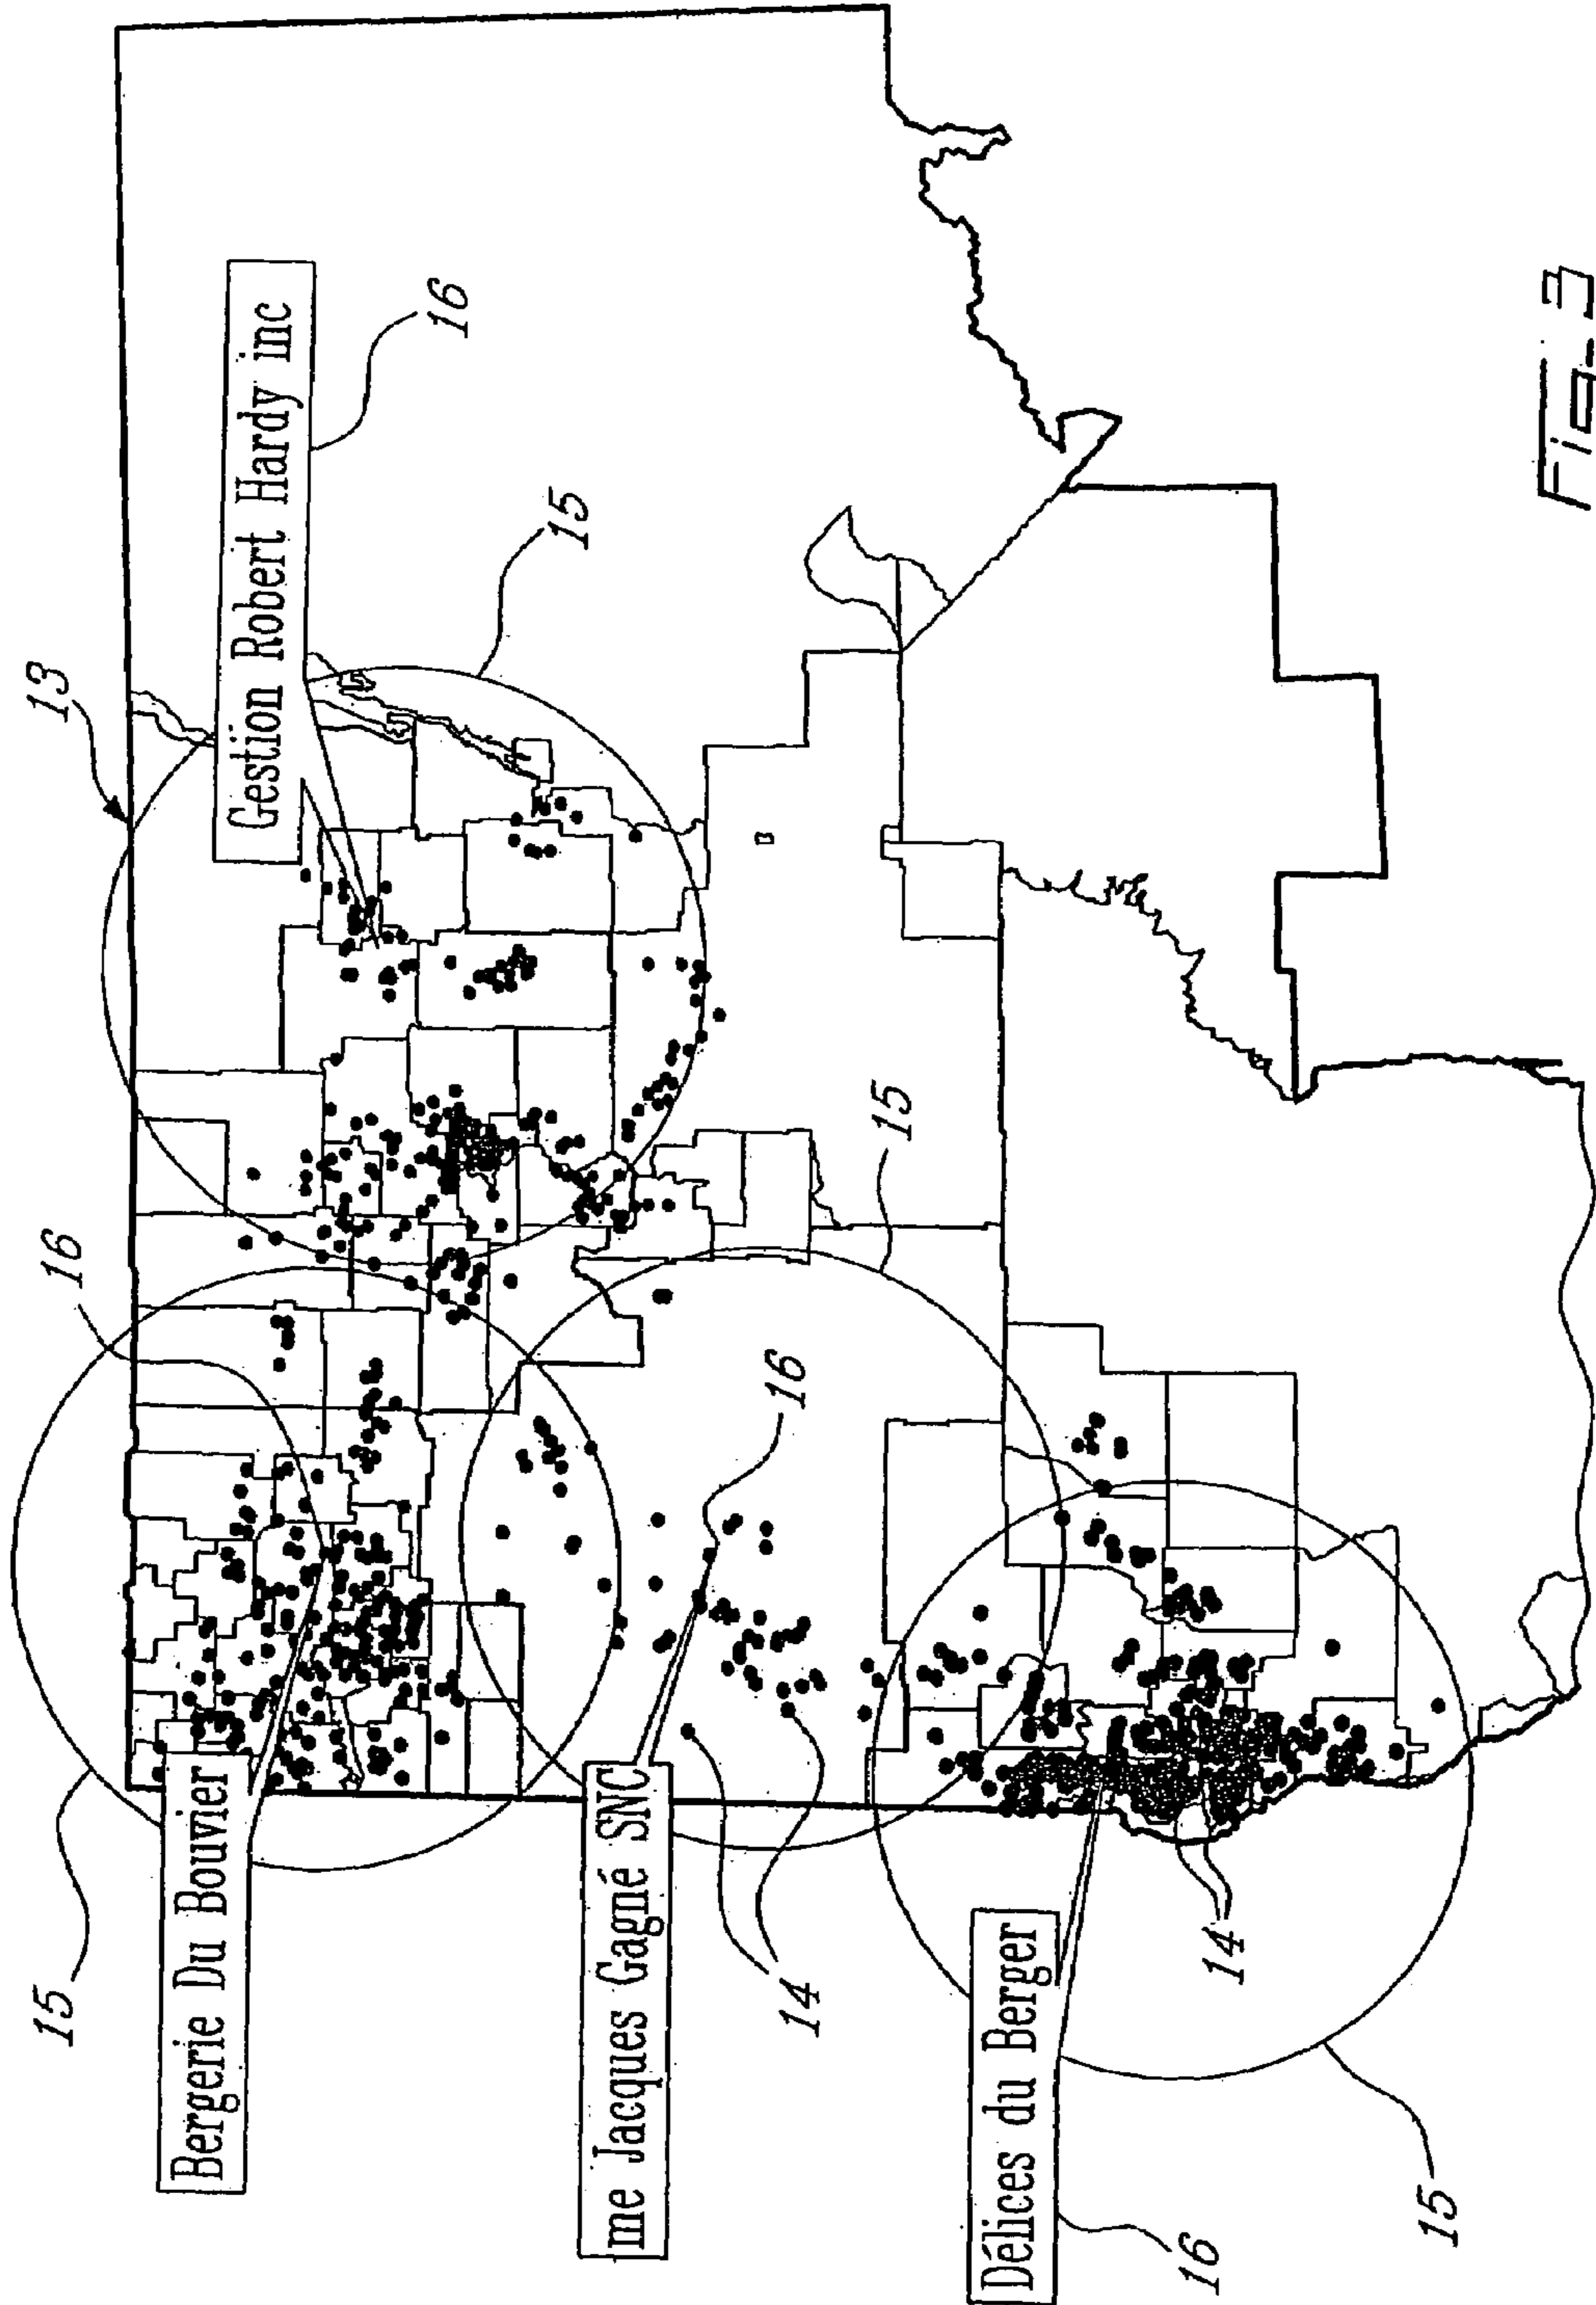 15
16
13
Bergerie Du Bouvier
Gestion Robert Hardy inc
16
15
me Jacques Gagné SNC
16
14
15
Délices du Berger
16
14
15
Fig-3